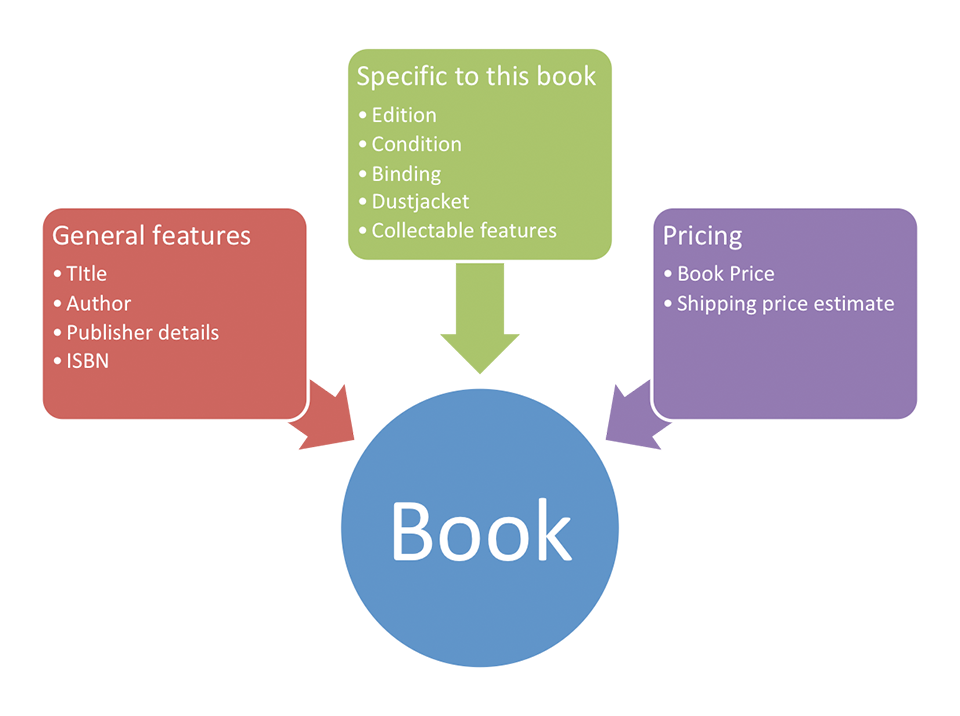 Specific to this book
• Edition
• Condition
• Binding
• Dustjacket
• Collectable features
General features
• TItle
• Author
• Publisher details
• ISBN
Pricing
• Book Price
• Shipping price estimate
Book